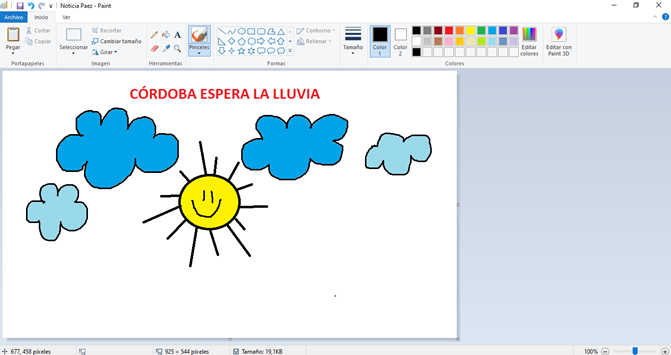 Noticia Paez - Paint
Archivo Inicio Ver
Pegar
Cortar
Copiar
Portapapeles
Seleccionar
Recortar
Cambiar tamaño
Girar
Imagen
Herramientas
Pinceles
Contorno
Rellenar
Formas
Tamaño
Color 1
Color 2
Editar colores
Editar con Paint 3D
Colores
CÓRDOBA ESPERA LA LLUVIA
677, 458 píxeles
925 × 544 píxeles
Tamaño: 19,1KB
100%